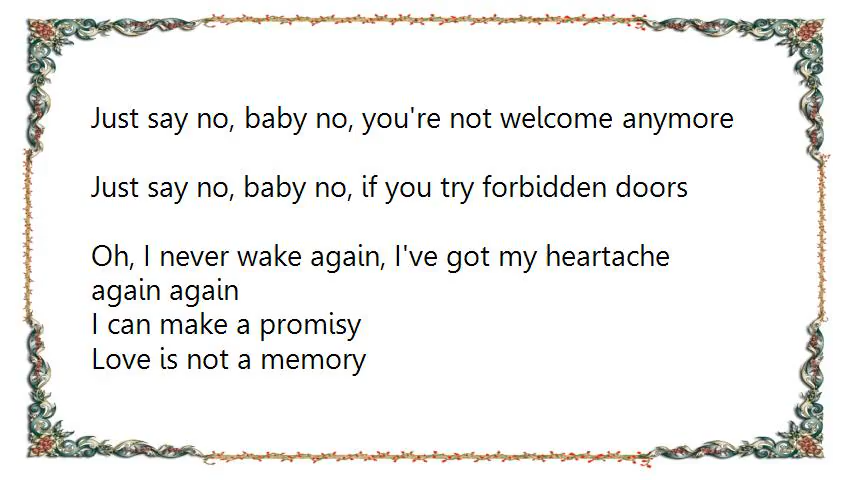 Just say no, baby no, you're not welcome anymore
Just say no, baby no, if you try forbidden doors
Oh, I never wake again, I've got my heartache
again again
I can make a promisy
Love is not a memory